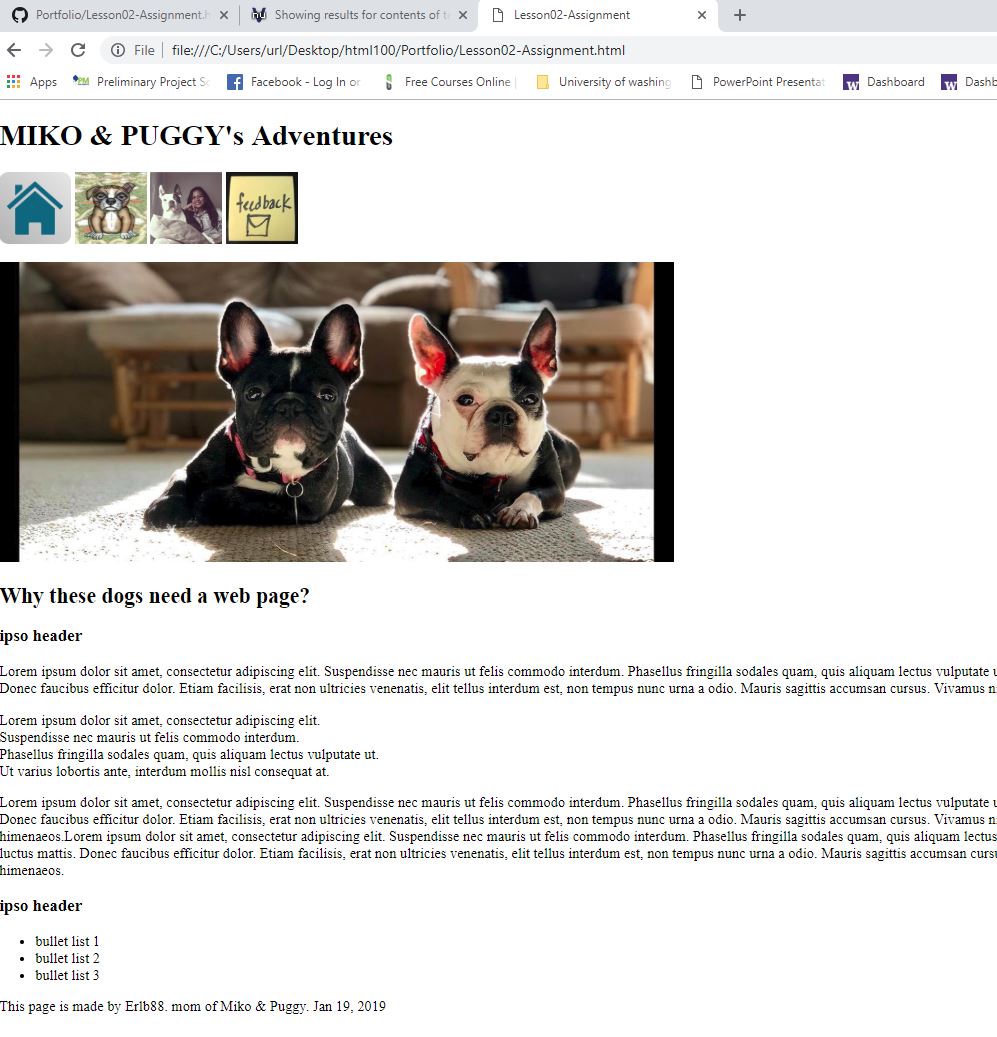 Portfolio/Lesson02-Assignment.h
Showing results for contents of te
Lesson02-Assignment
File
file:///C:/Users/url/Desktop/html100/Portfolio/Lesson02-Assignment.html
Apps
Preliminary Project Sc
Facebook - Log In or
Free Courses Online |
University of washing
PowerPoint Presentat
Dashboard
Dashb
MIKO & PUGGY's Adventures
feedback
Why these dogs need a web page?
ipso header
Lorem ipsum dolor sit amet, consectetur adipiscing elit. Suspendisse nec mauris ut felis commodo interdum. Phasellus fringilla sodales quam, quis aliquam lectus vulputate u
Donec faucibus efficitur dolor. Etiam facilisis, erat non ultricies venenatis, elit tellus interdum est, non tempus nunc urna a odio. Mauris sagittis accumsan cursus. Vivamus ni
Lorem ipsum dolor sit amet, consectetur adipiscing elit.
Suspendisse nec mauris ut felis commodo interdum.
Phasellus fringilla sodales quam, quis aliquam lectus vulputate ut.
Ut varius lobortis ante, interdum mollis nisl consequat at.
Lorem ipsum dolor sit amet, consectetur adipiscing elit. Suspendisse nec mauris ut felis commodo interdum. Phasellus fringilla sodales quam, quis aliquam lectus vulputate u
Donec faucibus efficitur dolor. Etiam facilisis, erat non ultricies venenatis, elit tellus interdum est, non tempus nunc urna a odio. Mauris sagittis accumsan cursus. Vivamus ni
himenaeos.Lorem ipsum dolor sit amet, consectetur adipiscing elit. Suspendisse nec mauris ut felis commodo interdum. Phasellus fringilla sodales quam, quis aliquam lectus
luctus mattis. Donec faucibus efficitur dolor. Etiam facilisis, erat non ultricies venenatis, elit tellus interdum est, non tempus nunc urna a odio. Mauris sagittis accumsan cursu
himenaeos.
ipso header
• bullet list 1
• bullet list 2
• bullet list 3
This page is made by Erlb88. mom of Miko & Puggy. Jan 19, 2019